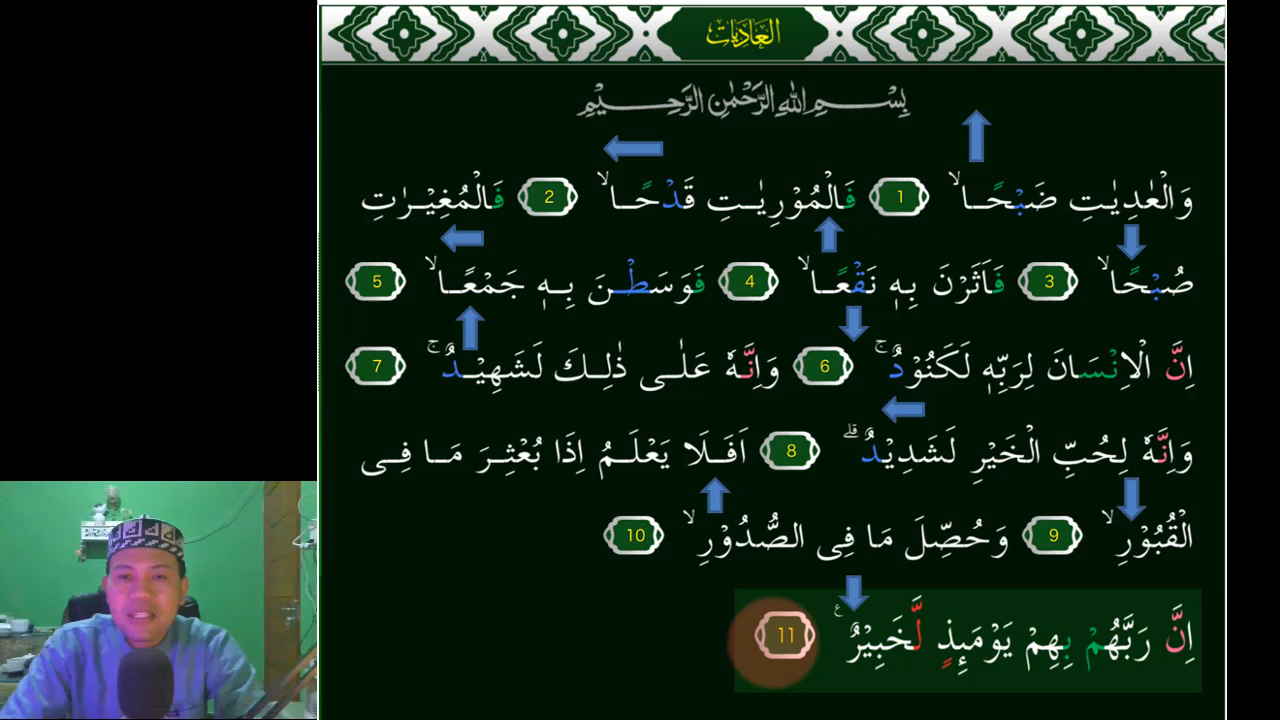 العاديات
بِسْمِ اللهِ الرَّحْمٰنِ الرَّحِيْمِ
وَالْعٰدِيٰتِ ضَبْحًاۙ 1 فَالْمُوْرِيٰتِ قَدْحًاۙ 2 فَالْمُغِيْرٰتِ
صُبْحًاۙ 3 فَاَثَرْنَ بِهٖ نَقْعًاۙ 4 فَوَسَطْنَ بِهٖ جَمْعًاۙ 5
اِنَّ الْاِنْسَانَ لِرَبِّهٖ لَكَنُوْدٌۚ 6 وَاِنَّهٗ عَلٰى ذٰلِكَ لَشَهِيْدٌۚ 7
وَاِنَّهٗ لِحُبِّ الْخَيْرِ لَشَدِيْدٌۗ 8 اَفَلَا يَعْلَمُ اِذَا بُعْثِرَ مَا فِى
الْقُبُوْرِۙ 9 وَحُصِّلَ مَا فِى الصُّدُوْرِۙ 10
اِنَّ رَبَّهُمْ بِهِمْ يَوْمَىِٕذٍ لَّخَبِيْرٌ ࣖ 11